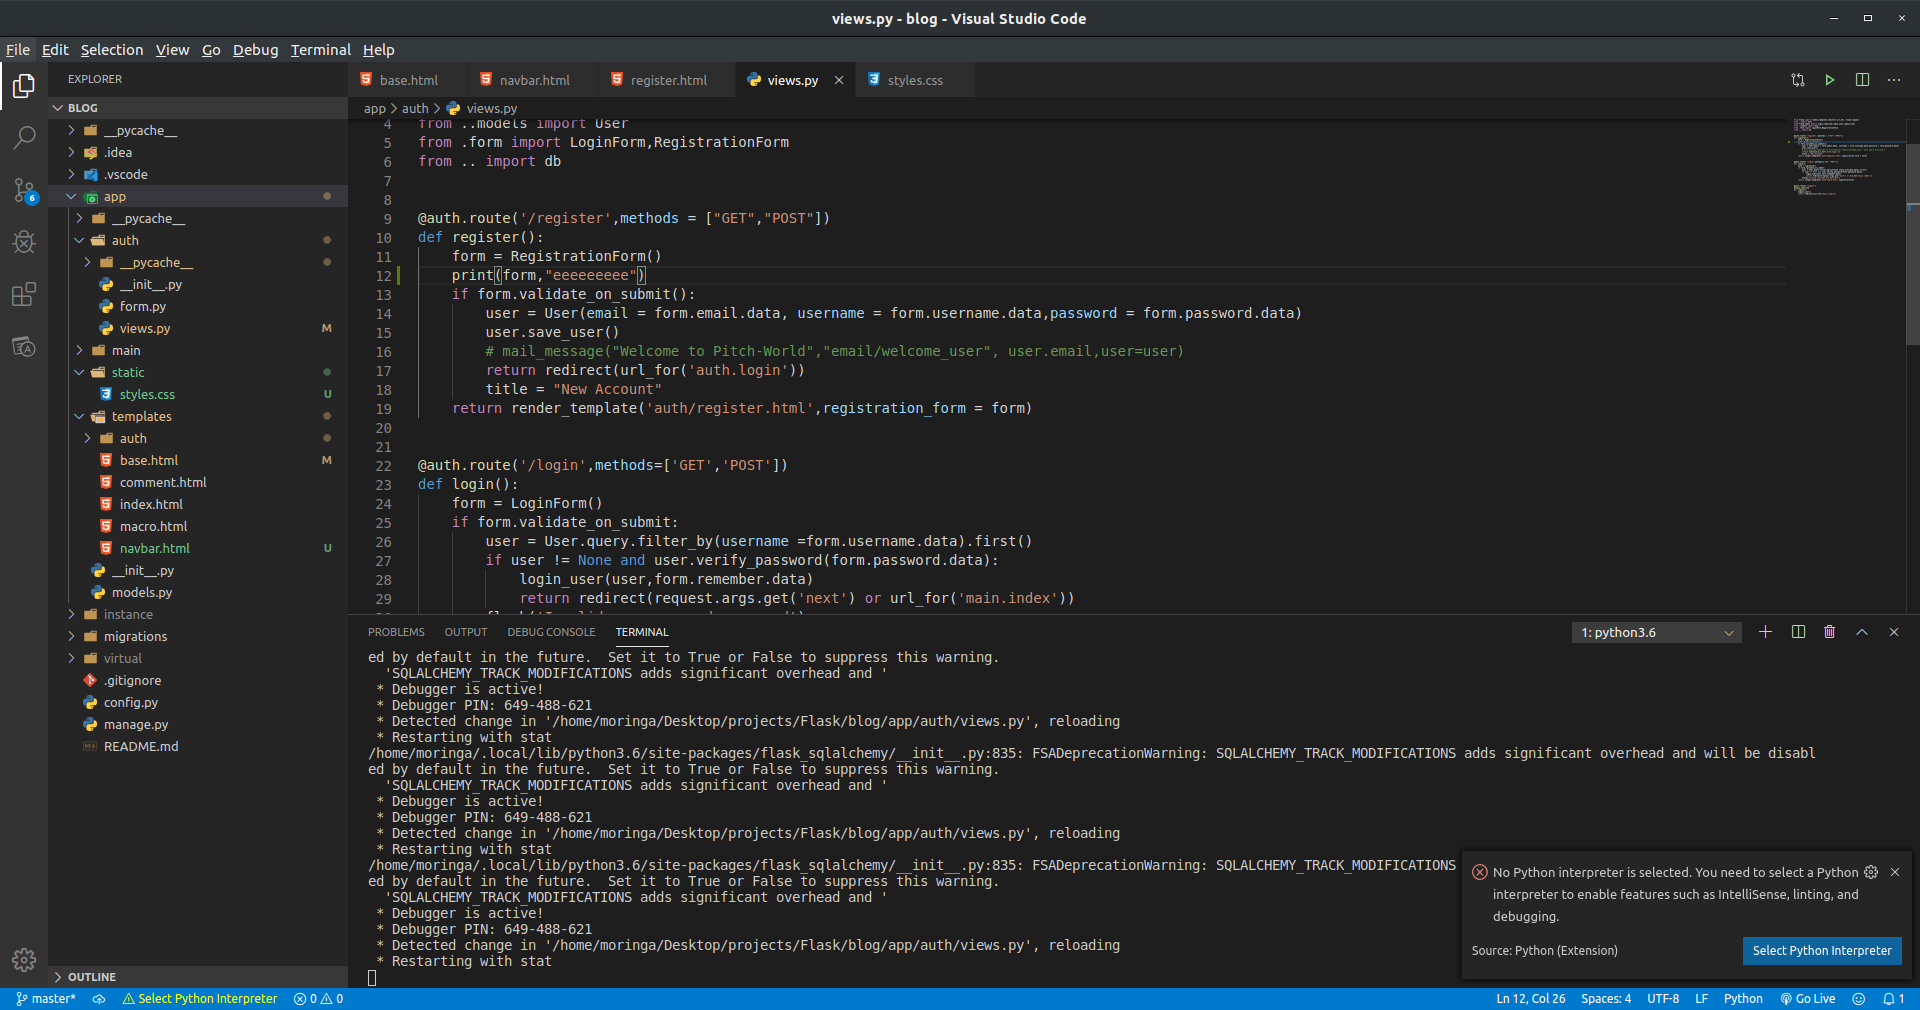 views.py - blog - Visual Studio Code
File Edit Selection View Go Debug Terminal Help
EXPLORER
BLOG
__pycache__
.idea
.vscode
app
__pycache__
auth
__pycache__
__init__.py
form.py
views.py M
main
static
styles.css U
templates
auth
base.html M
comment.html
index.html
macro.html
navbar.html U
__init__.py
models.py
instance
migrations
virtual
.gitignore
config.py
manage.py
README.md
OUTLINE
base.html navbar.html register.html views.py styles.css
app > auth > views.py
4 from ..models import User
5 from .form import LoginForm,RegistrationForm
6 from .. import db
7
8
9 @auth.route('/register',methods = ["GET","POST"])
10 def register():
11 form = RegistrationForm()
12 print(form,"eeeeeeeee")
13 if form.validate_on_submit():
14 user = User(email = form.email.data, username = form.username.data,password = form.password.data)
15 user.save_user()
16 # mail_message("Welcome to Pitch-World","email/welcome_user", user.email,user=user)
17 return redirect(url_for('auth.login'))
18 title = "New Account"
19 return render_template('auth/register.html',registration_form = form)
20
21
22 @auth.route('/login',methods=['GET','POST'])
23 def login():
24 form = LoginForm()
25 if form.validate_on_submit:
26 user = User.query.filter_by(username =form.username.data).first()
27 if user != None and user.verify_password(form.password.data):
28 login_user(user,form.remember.data)
29 return redirect(request.args.get('next') or url_for('main.index'))
PROBLEMS OUTPUT DEBUG CONSOLE TERMINAL
1: python3.6
ed by default in the future.  Set it to True or False to suppress this warning.
'SQLALCHEMY_TRACK_MODIFICATIONS adds significant overhead and '
* Debugger is active!
* Debugger PIN: 649-488-621
* Detected change in '/home/moringa/Desktop/projects/Flask/blog/app/auth/views.py', reloading
* Restarting with stat
/home/moringa/.local/lib/python3.6/site-packages/flask_sqlalchemy/__init__.py:835: FSADeprecationWarning: SQLALCHEMY_TRACK_MODIFICATIONS adds significant overhead and will be disabl
ed by default in the future.  Set it to True or False to suppress this warning.
'SQLALCHEMY_TRACK_MODIFICATIONS adds significant overhead and '
* Debugger is active!
* Debugger PIN: 649-488-621
* Detected change in '/home/moringa/Desktop/projects/Flask/blog/app/auth/views.py', reloading
* Restarting with stat
/home/moringa/.local/lib/python3.6/site-packages/flask_sqlalchemy/__init__.py:835: FSADeprecationWarning: SQLALCHEMY_TRACK_MODIFICATIONS
ed by default in the future.  Set it to True or False to suppress this warning.
'SQLALCHEMY_TRACK_MODIFICATIONS adds significant overhead and '
* Debugger is active!
* Debugger PIN: 649-488-621
* Detected change in '/home/moringa/Desktop/projects/Flask/blog/app/auth/views.py', reloading
* Restarting with stat
No Python interpreter is selected. You need to select a Python
interpreter to enable features such as IntelliSense, linting, and
debugging.
Source: Python (Extension)
Select Python Interpreter
6
master* Select Python Interpreter 0 0 Ln 12, Col 26 Spaces: 4 UTF-8 LF Python Go Live 1